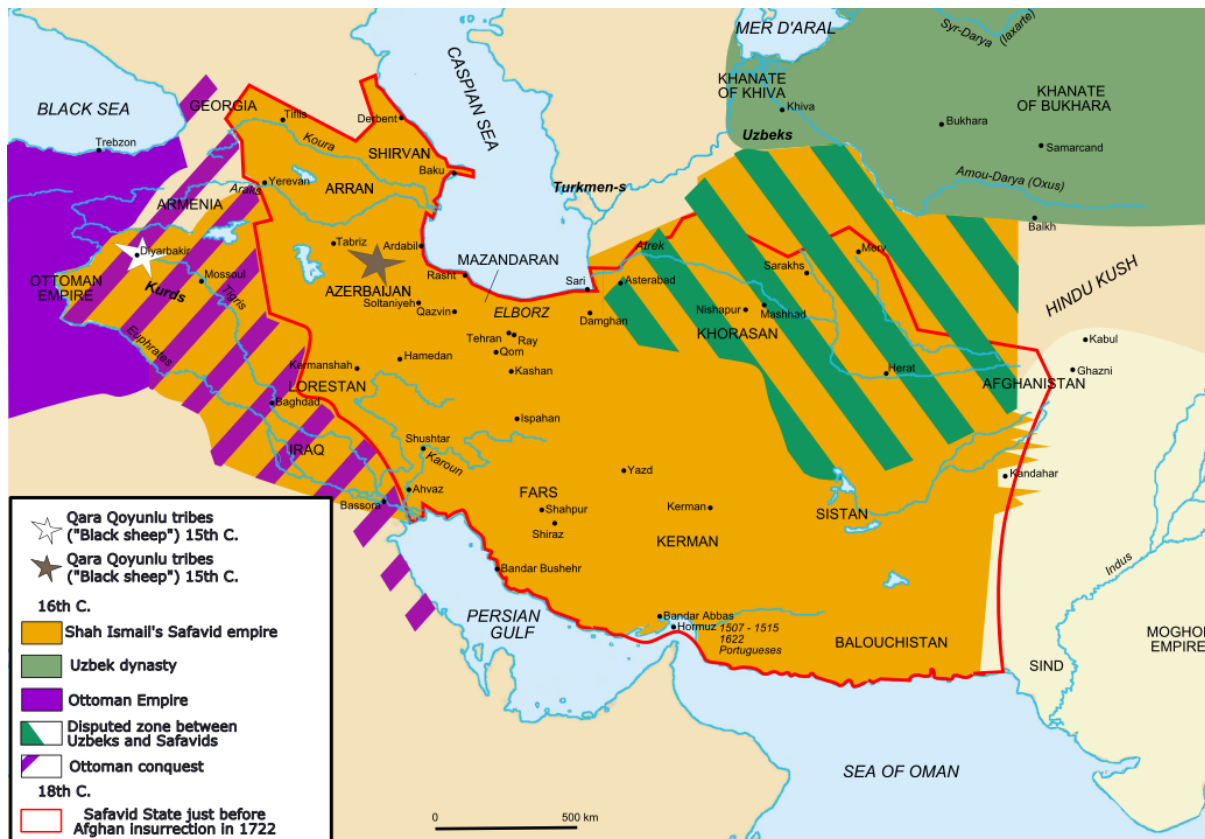 MER D'ARAL
Syr-Darya (Iaxarte)
BLACK SEA
CASPIAN SEA
KHANATE
OF KHIVA
KHANATE
OF BUKHARA
GEORGIA
Tiflis
Derbent
Khiva
Bukhara
Trebzon
Koura
SHIRVAN
Uzbeks
Samarcand
Baku
Yerevan
ARRAN
Araks
Turkmen-s
Amou-Darya (Oxus)
ARMENIA
Balkh
Diyarbakir
Tabriz
Ardabil
Atrek
Merv
MAZANDARAN
OTTOMAN
EMPIRE
Mossoul
Kurds
Tigris
AZERBAIJAN
Rasht
Sari
Asterabad
Sarakhs
HINDU KUSH
Soltaniyeh
Qazvin
ELBORZ
Damghan
Nishapur
Mashhad
KHORASAN
Euphrates
Tehran
Ray
Qom
Kabul
Kermanshah
Hamedan
Kashan
Herat
AFGHANISTAN
Ghazni
LORESTAN
Baghdad
Ispahan
IRAQ
Shushtar
Karoun
Yazd
Kandahar
Ahvaz
Bassora
FARS
Shahpur
Kerman
SISTAN
Shiraz
KERMAN
Indus
Bandar Bushehr
PERSIAN
GULF
Bandar Abbas
Hormuz
1507 - 1515
1622
Portugueses
BALOUCHISTAN
SIND
MOGHOL
EMPIRE
SEA OF OMAN
0
500 km
Qara Qoyunlu tribes
("Black sheep") 15th C.
Qara Qoyunlu tribes
("Black sheep") 15th C.
16th C.
Shah Ismail's Safavid empire
Uzbek dynasty
Ottoman Empire
Disputed zone between
Uzbeks and Safavids
Ottoman conquest
18th C.
Safavid State just before
Afghan insurrection in 1722